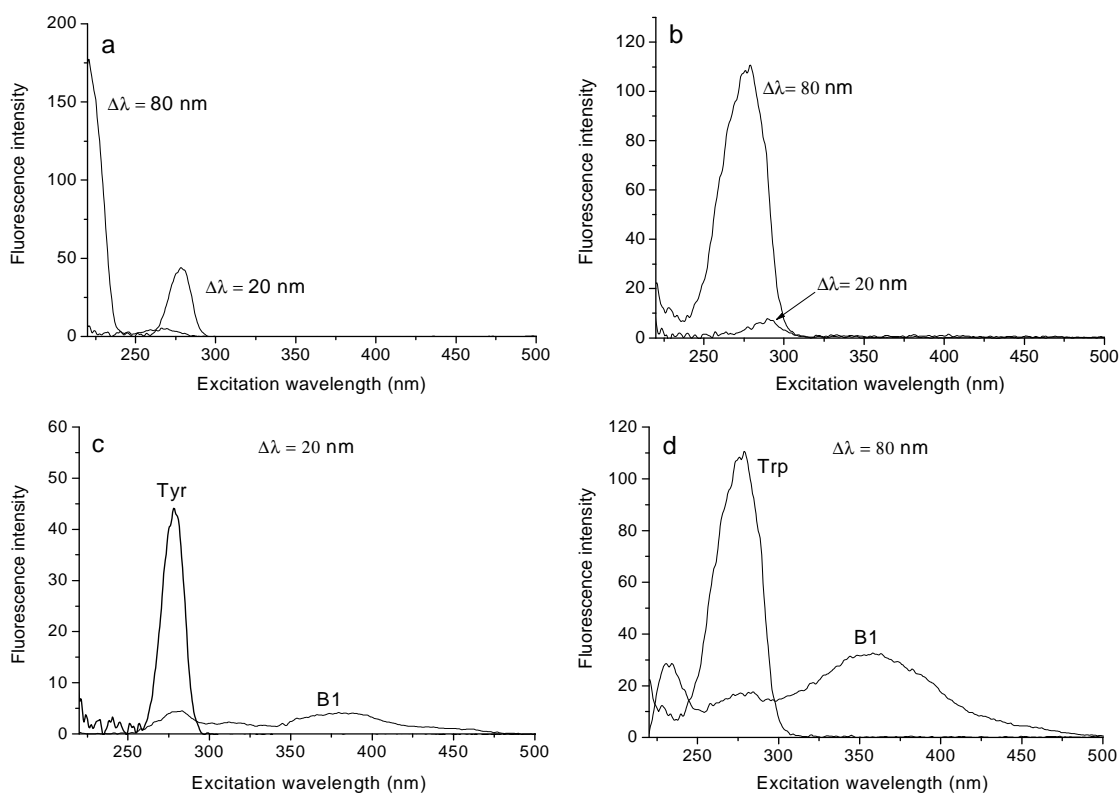 a
Δλ = 80 nm
Δλ = 20 nm
200
150
100
50
0
250
300
350
400
450
500
Fluorescence intensity
Excitation wavelength (nm)
b
Δλ= 80 nm
Δλ= 20 nm
120
100
80
60
40
20
0
250
300
350
400
450
500
Fluorescence intensity
Excitation wavelength (nm)
c
Δλ = 20 nm
Tyr
B1
60
50
40
30
20
10
0
250
300
350
400
450
500
Fluorescence intensity
Excitation wavelength (nm)
d
Δλ = 80 nm
Trp
B1
120
100
80
60
40
20
0
250
300
350
400
450
500
Fluorescence intensity
Excitation wavelength (nm)